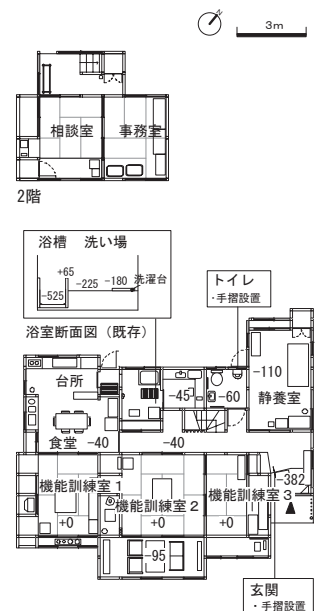 3m
相談室 事務室
2階
浴槽 洗い場
+65
-225 -180 洗濯台
-525
浴室断面図（既存）
トイレ
・手摺設置
台所
-45
-60
-110
静養室
食堂 -40
-40
-382
機能訓練室1
機能訓練室2
機能訓練室3
+0
+0
+0
-95
玄関
・手摺設置